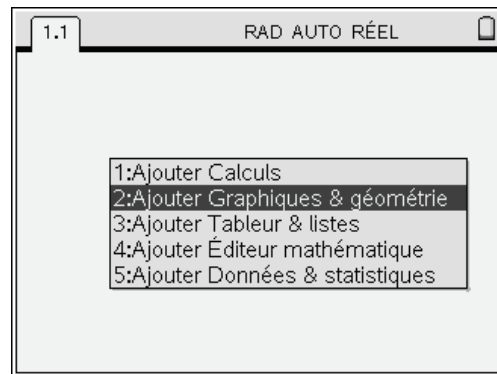 1.1
RAD AUTO RÉEL
1:Ajouter Calculs
2:Ajouter Graphiques & géométrie
3:Ajouter Tableur & listes
4:Ajouter Éditeur mathématique
5:Ajouter Données & statistiques